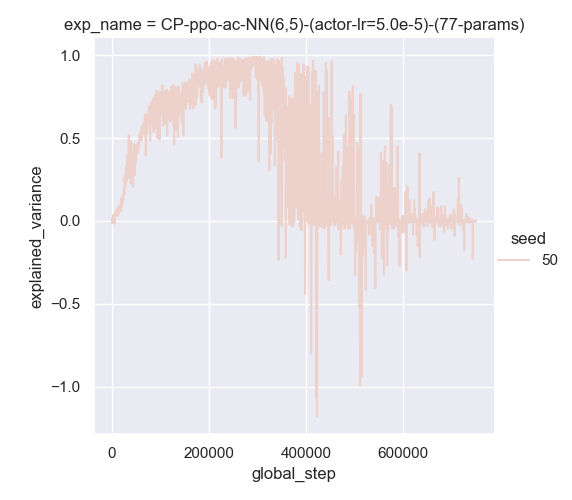 exp_name = CP-ppo-ac-NN(6,5)-(actor-lr=5.0e-5)-(77-params)
1.0
0.5
0.0
−0.5
−1.0
explained_variance
0 200000 400000 600000
global_step
seed
50